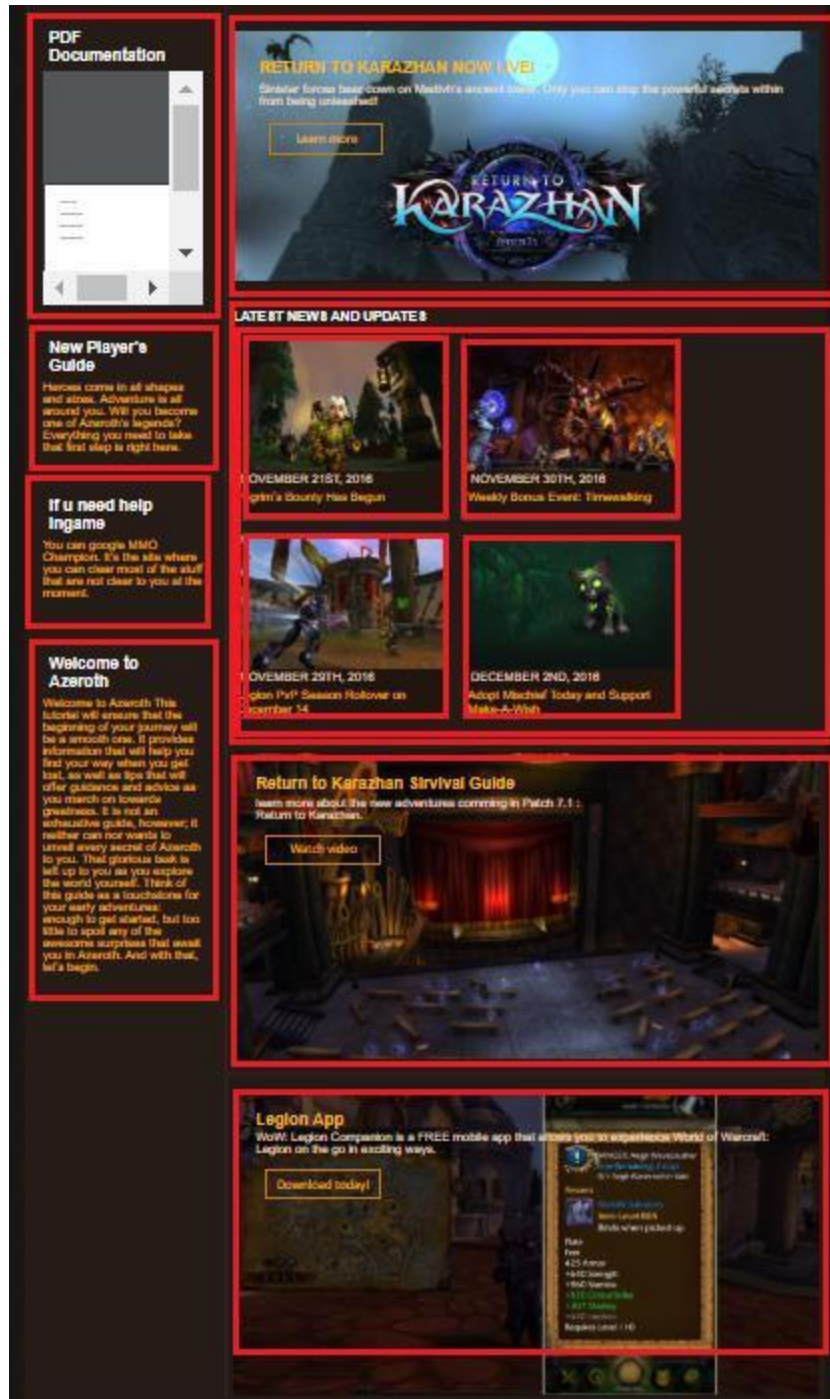 PDF
Documentation
New Player's
Guide
Heroes come in all shapes
and sizes. Adventure is all
around you. Will you become
one of Azeroth's legends?
Everything you need to take
that first step is right here.
If u need help
Ingame
You can google MMO
Champion. It's the site where
you can clear most of the stuff
that are not clear to you at the
moment.
Welcome to
Azeroth
Welcome to Azeroth This
tutorial will ensure that the
beginning of your journey will
be a smooth one. It provides
information that will help you
find your way when you get
lost, as well as tips that will
offer guidance and advice as
you march on towards
greatness. It is not an
exhaustive guide, however; it
neither can nor wants to
unveil every secret of Azeroth
to you. That glorious task is
left up to you as you explore
the world yourself. Think of
this guide as a touchstone for
your early adventures:
enough to get started, but too
little to spoil any of the
awesome surprises that await
you in Azeroth. And with that,
let's begin.
RETURN TO KARAZHAN NOW LIVE!
Sinister forces bear down on Medivh's ancient tower. Only you can stop the powerful secrets within
from being unleashed!
Learn more
RETURN TO
KARAZHAN
LATEST NEWS AND UPDATES
NOVEMBER 21ST, 2016
grim's Bounty Has Begun
NOVEMBER 30TH, 2016
Weekly Bonus Event: Timewalking
NOVEMBER 29TH, 2016
gion PvP Season Rollover on
cember 14
DECEMBER 2ND, 2016
Adopt Mischief Today and Support
Make-A-Wish
Return to Karazhan Sirvival Guide
learn more about the new adventures comming in Patch 7.1 :
Return to Karazhan.
Watch video
Legion App
WoW: Legion Companion is a FREE mobile app that allows you to experience World of Warcraft:
Legion on the go in exciting ways.
Download today!
Binds when picked up
Plate
Feet
425 Armor